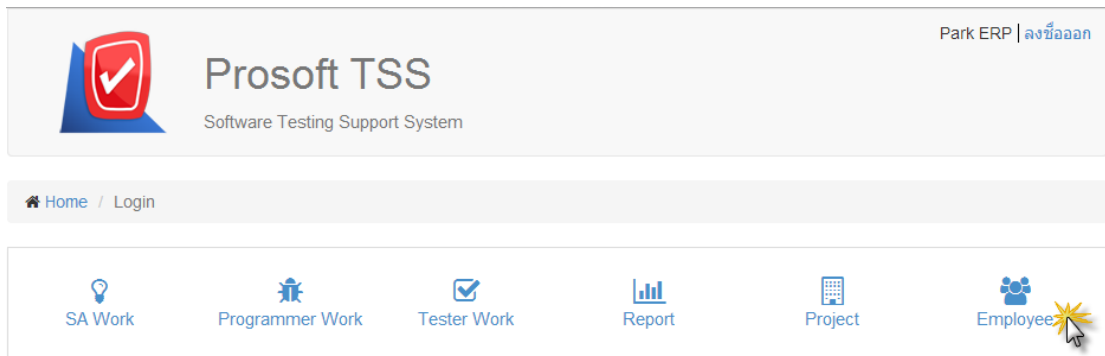 Park ERP | ลงชื่อออก
Prosoft TSS
Software Testing Support System
Home / Login
SA Work Programmer Work Tester Work Report Project Employee